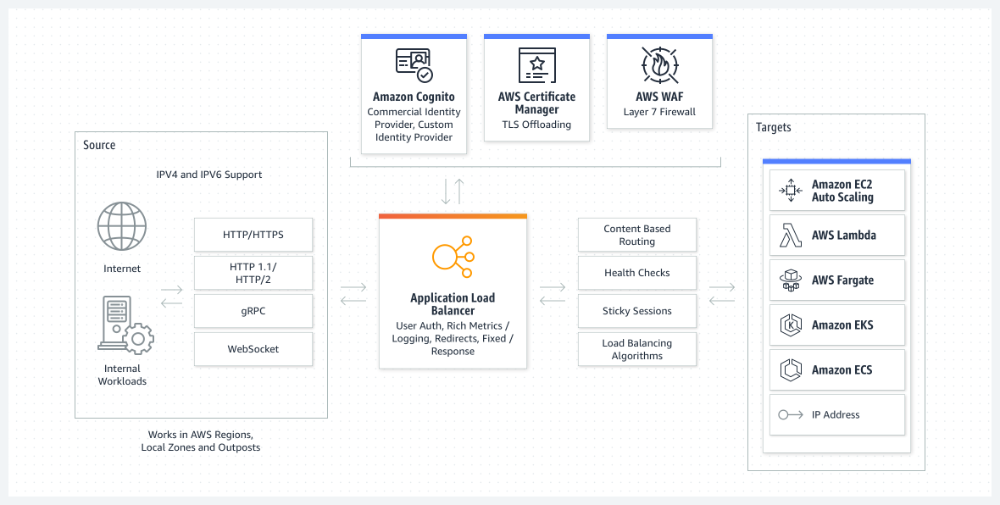 Amazon Cognito
Commercial Identity
Provider, Custom
Identity Provider
AWS Certificate
Manager
TLS Offloading
AWS WAF
Layer 7 Firewall
Source
IPV4 and IPV6 Support
Internet
Internal
Workloads
HTTP/HTTPS
HTTP 1.1/
HTTP/2
gRPC
WebSocket
Works in AWS Regions,
Local Zones and Outposts
Application Load
Balancer
User Auth, Rich Metrics /
Logging, Redirects, Fixed /
Response
Content Based
Routing
Health Checks
Sticky Sessions
Load Balancing
Algorithms
Targets
Amazon EC2
Auto Scaling
AWS Lambda
AWS Fargate
K
Amazon EKS
Amazon ECS
IP Address